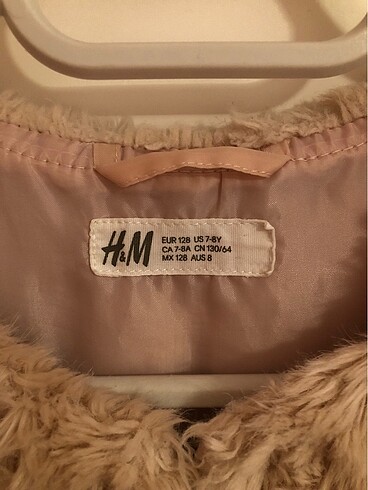 H&M
EUR 128 US 7-8Y
CA 7-8A CN 130/64
MX 128 AUS 8